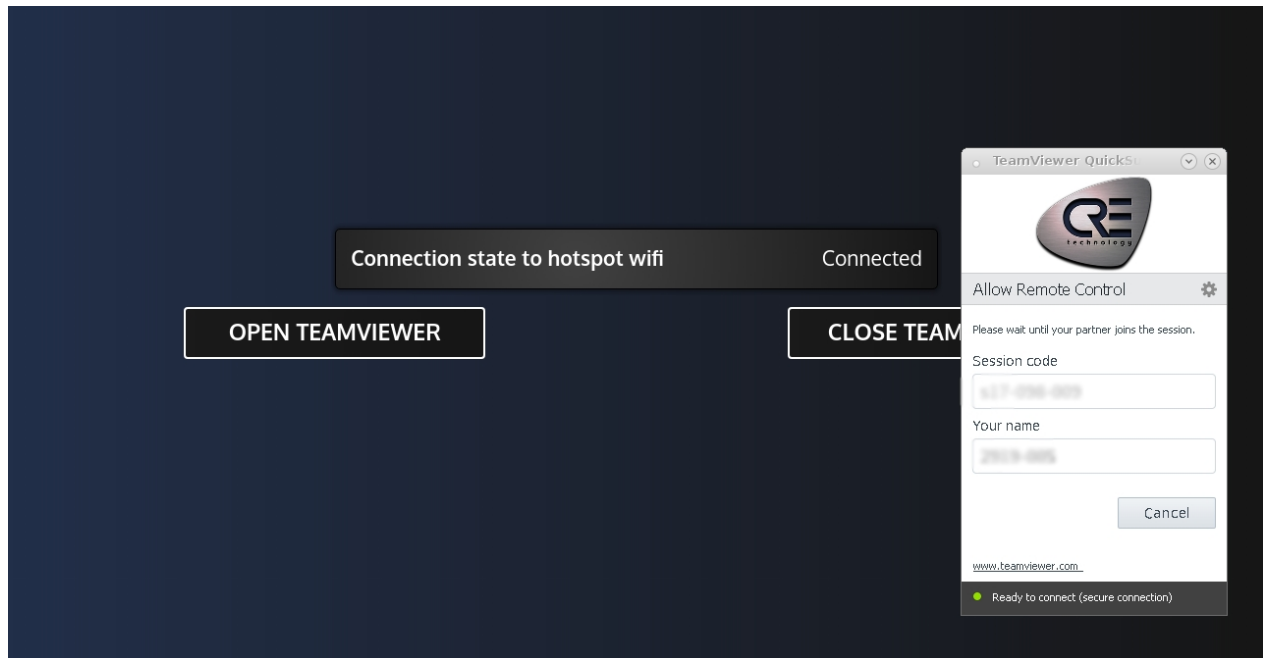 Connection state to hotspot wifi Connected
OPEN TEAMVIEWER
CLOSE TEAM
TeamViewer QuickSu
CRE
technology
Allow Remote Control
Please wait until your partner joins the session.
Session code
Your name
Cancel
www.teamviewer.com
Ready to connect (secure connection)